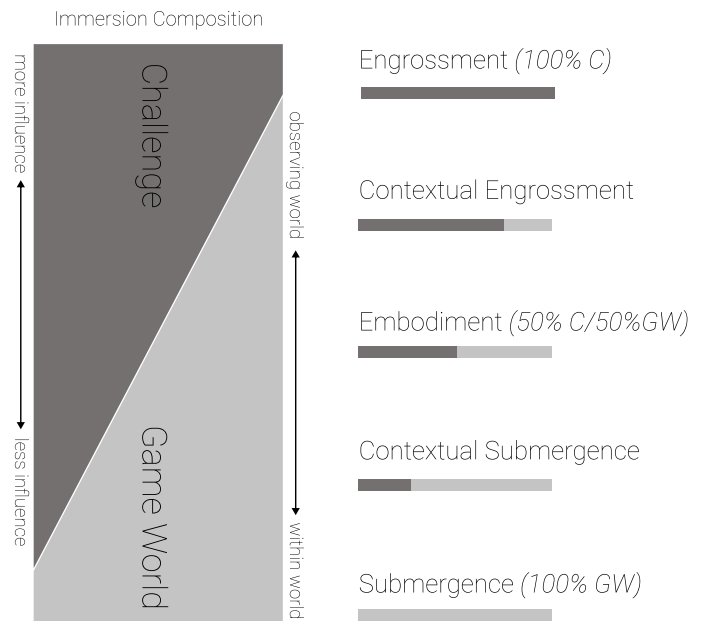 Immersion Composition
more influence
less influence
Challenge
Game World
observing world
within world
Engrossment (100% C)
Contextual Engrossment
Embodiment (50% C/50%GW)
Contextual Submergence
Submergence (100% GW)